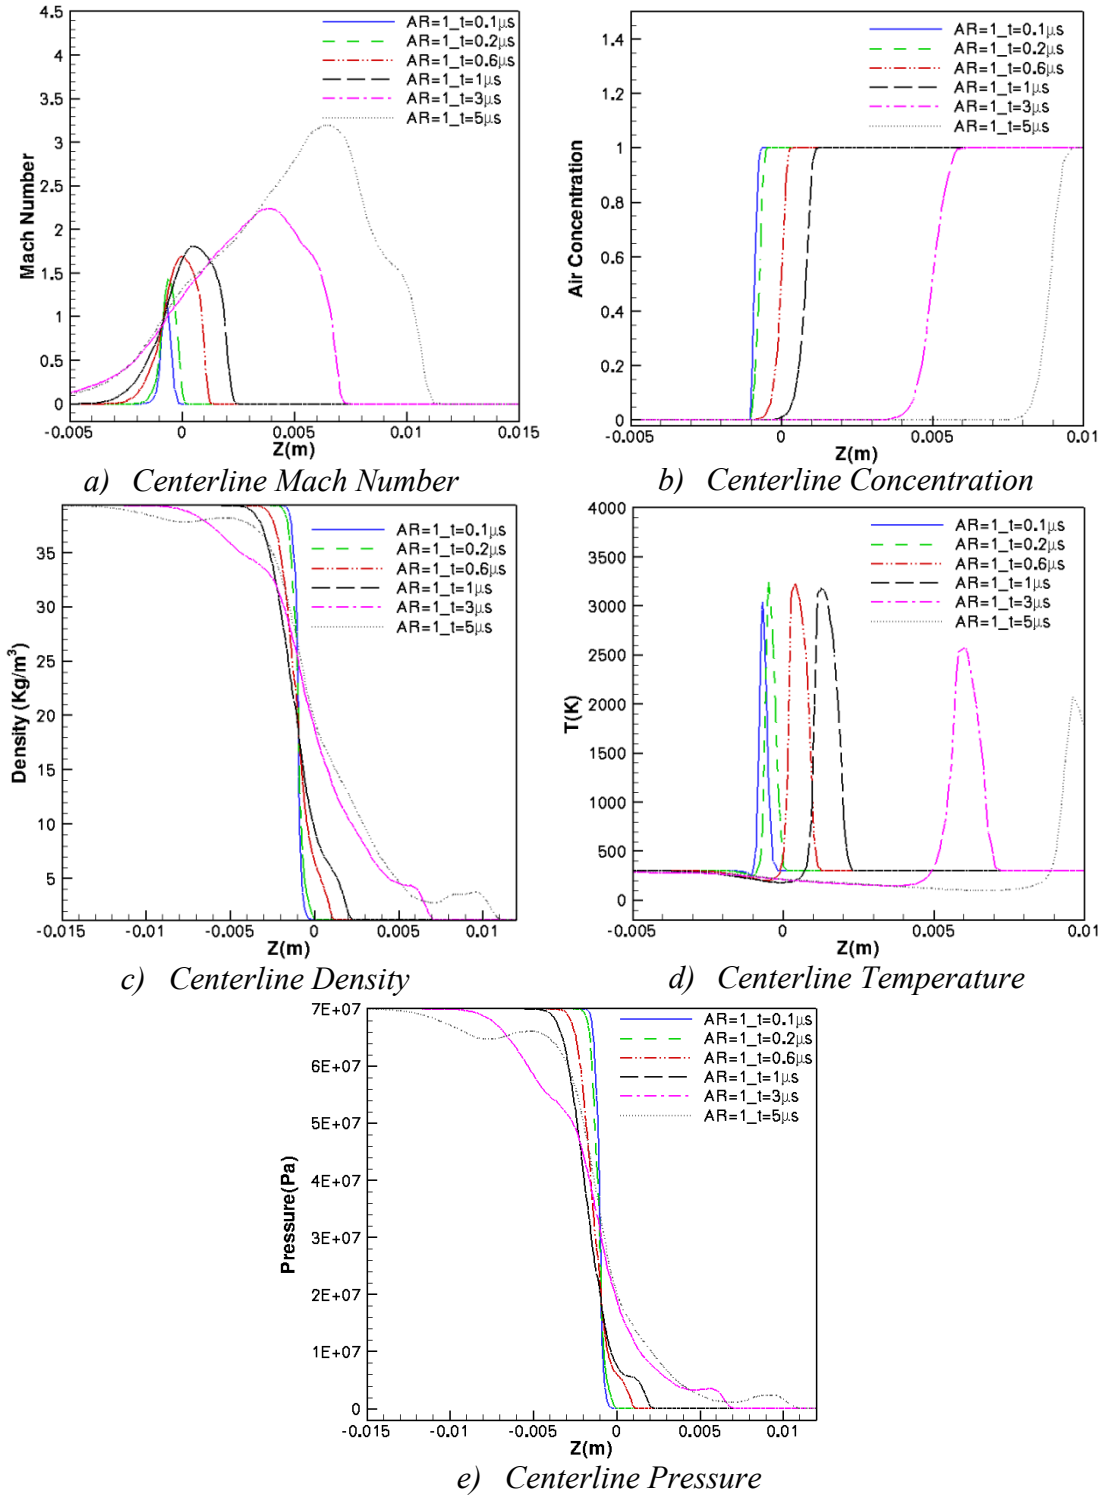 4.5
4
3.5
3
2.5
2
1.5
1
0.5
0
Mach Number
AR=1_t=0.1μs
AR=1_t=0.2μs
AR=1_t=0.6μs
AR=1_t=1μs
AR=1_t=3μs
AR=1_t=5μs
-0.005 0 0.005 0.01 0.015
Z(m)
a) Centerline Mach Number
1.4
1.2
1
0.8
0.6
0.4
0.2
0
Air Concentration
AR=1_t=0.1μs
AR=1_t=0.2μs
AR=1_t=0.6μs
AR=1_t=1μs
AR=1_t=3μs
AR=1_t=5μs
-0.005 0 0.005 0.01
Z(m)
b) Centerline Concentration
35
30
25
20
15
10
5
Density (Kg/m³)
AR=1_t=0.1μs
AR=1_t=0.2μs
AR=1_t=0.6μs
AR=1_t=1μs
AR=1_t=3μs
AR=1_t=5μs
-0.015 -0.01 -0.005 0 0.005 0.01
Z(m)
c) Centerline Density
4000
3500
3000
2500
2000
1500
1000
500
0
T(K)
AR=1_t=0.1μs
AR=1_t=0.2μs
AR=1_t=0.6μs
AR=1_t=1μs
AR=1_t=3μs
AR=1_t=5μs
-0.005 0 0.005 0.01
Z(m)
d) Centerline Temperature
7E+07
6E+07
5E+07
4E+07
3E+07
2E+07
1E+07
0
Pressure(Pa)
AR=1_t=0.1μs
AR=1_t=0.2μs
AR=1_t=0.6μs
AR=1_t=1μs
AR=1_t=3μs
AR=1_t=5μs
-0.015 -0.01 -0.005 0 0.005 0.01
Z(m)
e) Centerline Pressure